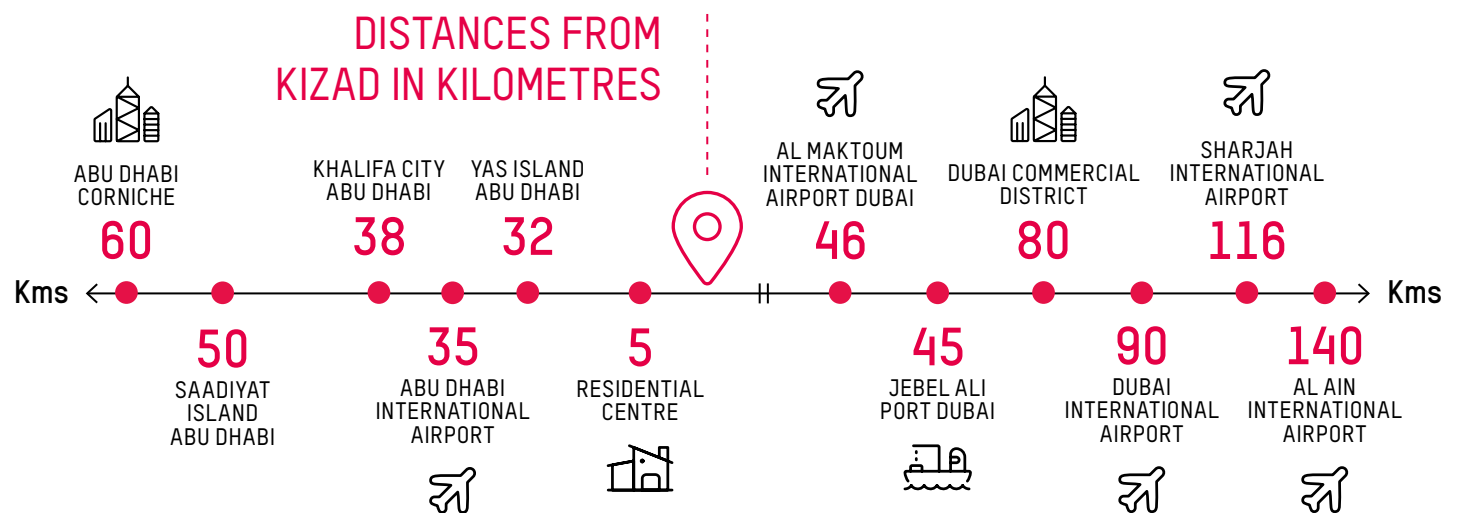 DISTANCES FROM
KIZAD IN KILOMETRES
ABU DHABI
CORNICHE
60
KHALIFA CITY
ABU DHABI
38
YAS ISLAND
ABU DHABI
32
AL MAKTOUM
INTERNATIONAL
AIRPORT DUBAI
46
DUBAI COMMERCIAL
DISTRICT
80
SHARJAH
INTERNATIONAL
AIRPORT
116
Kms
Kms
50
SAADIYAT
ISLAND
ABU DHABI
35
ABU DHABI
INTERNATIONAL
AIRPORT
5
RESIDENTIAL
CENTRE
45
JEBEL ALI
PORT DUBAI
90
DUBAI
INTERNATIONAL
AIRPORT
140
AL AIN
INTERNATIONAL
AIRPORT